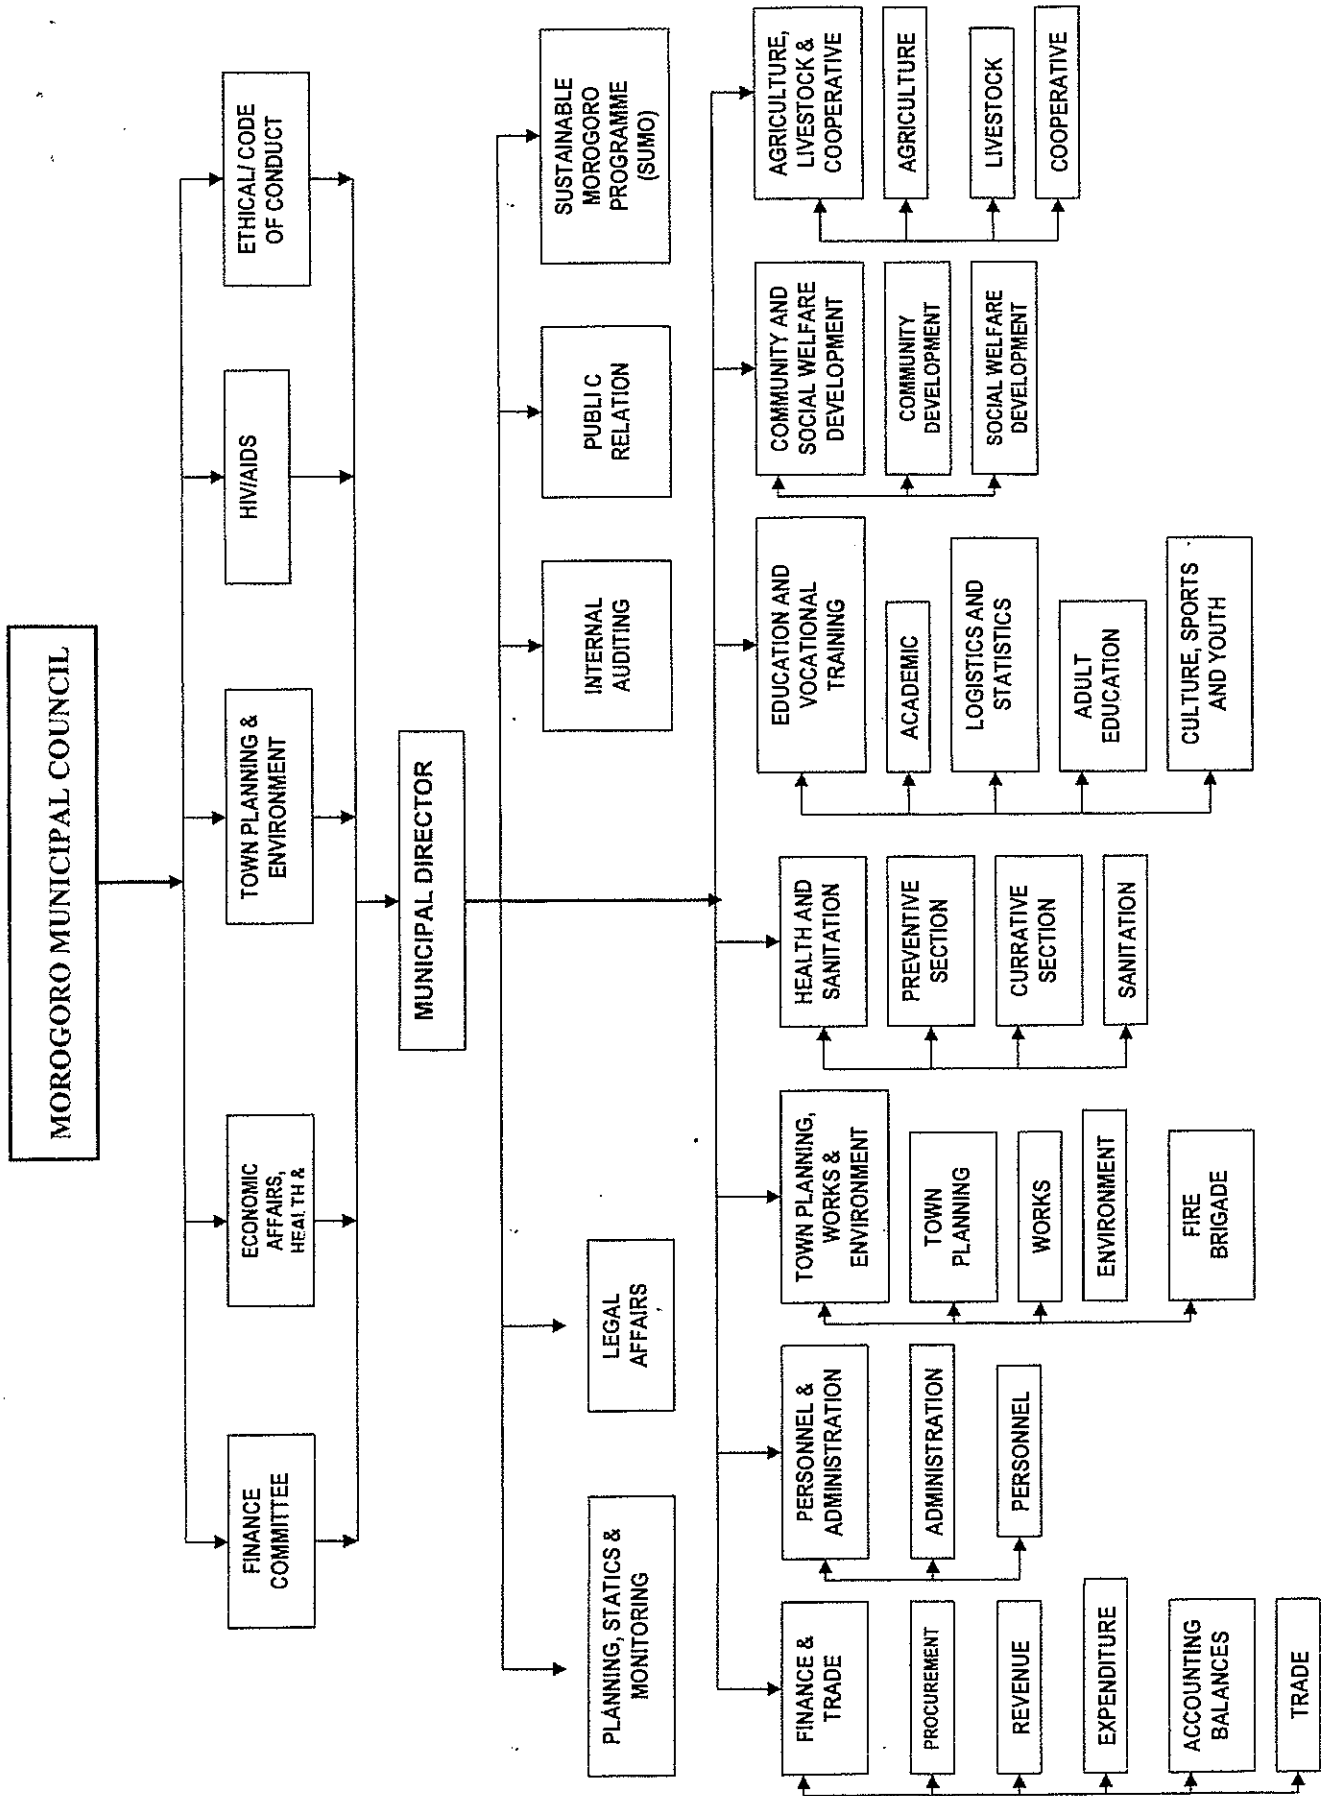 MOROGORO MUNICIPAL COUNCIL
FINANCE
COMMITTEE
ECONOMIC
AFFAIRS,
HEALTH &
TOWN PLANNING &
ENVIRONMENT
HIV/AIDS
ETHICAL/ CODE
OF CONDUCT
MUNICIPAL DIRECTOR
PLANNING, STATICS &
MONITORING
LEGAL
AFFAIRS
INTERNAL
AUDITING
PUBLIC
RELATION
SUSTAINABLE
MOROGORO
PROGRAMME
(SUMO)
FINANCE &
TRADE
PROCUREMENT
REVENUE
EXPENDITURE
ACCOUNTING
BALANCES
TRADE
PERSONNEL &
ADMINISTRATION
ADMINISTRATION
PERSONNEL
TOWN PLANNING,
WORKS &
ENVIRONMENT
TOWN
PLANNING
WORKS
ENVIRONMENT
FIRE
BRIGADE
HEALTH AND
SANITATION
PREVENTIVE
SECTION
CURRATIVE
SECTION
SANITATION
EDUCATION AND
VOCATIONAL
TRAINING
ACADEMIC
LOGISTICS AND
STATISTICS
ADULT
EDUCATION
CULTURE, SPORTS
AND YOUTH
COMMUNITY AND
SOCIAL WELFARE
DEVELOPMENT
COMMUNITY
DEVELOPMENT
SOCIAL WELFARE
DEVELOPMENT
AGRICULTURE,
LIVESTOCK &
COOPERATIVE
AGRICULTURE
LIVESTOCK
COOPERATIVE